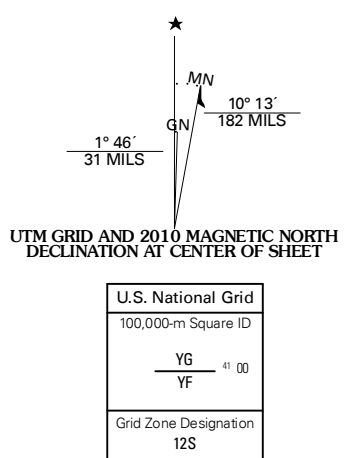 ★
MN
GN
10° 13´
182 MILS
1° 46´
31 MILS
UTM GRID AND 2010 MAGNETIC NORTH
DECLINATION AT CENTER OF SHEET
U.S. National Grid
100,000-m Square ID
YG
YF
41 00
Grid Zone Designation
12S